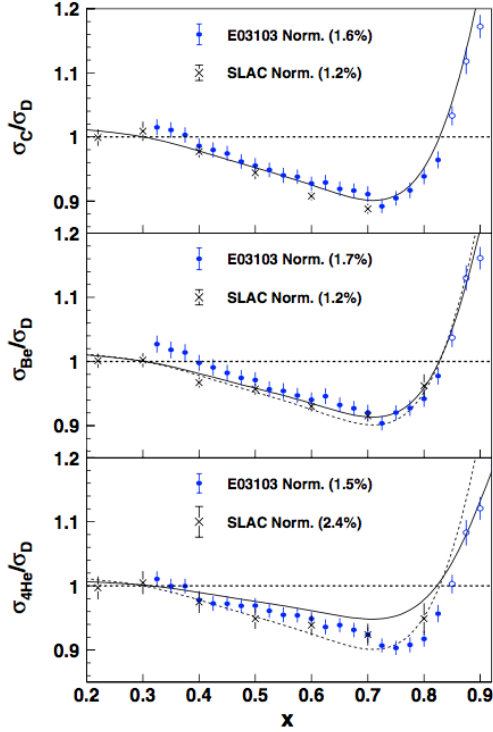 1.2
E03103 Norm. (1.6%)
1.1
SLAC Norm. (1.2%)
σC/σD
1
0.9
1.2
E03103 Norm. (1.7%)
1.1
SLAC Norm. (1.2%)
σBe/σD
1
0.9
1.2
E03103 Norm. (1.5%)
SLAC Norm. (2.4%)
1.1
σ4He/σD
1
0.9
0.2 0.3 0.4 0.5 0.6 0.7 0.8 0.9
x